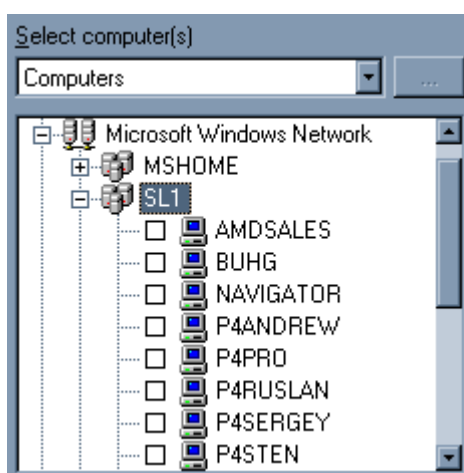 Select computer(s)
Computers
...
Microsoft Windows Network
MSHOME
SL1
AMDSALES
BUHG
NAVIGATOR
P4ANDREW
P4PRO
P4RUSLAN
P4SERGEY
P4STEN